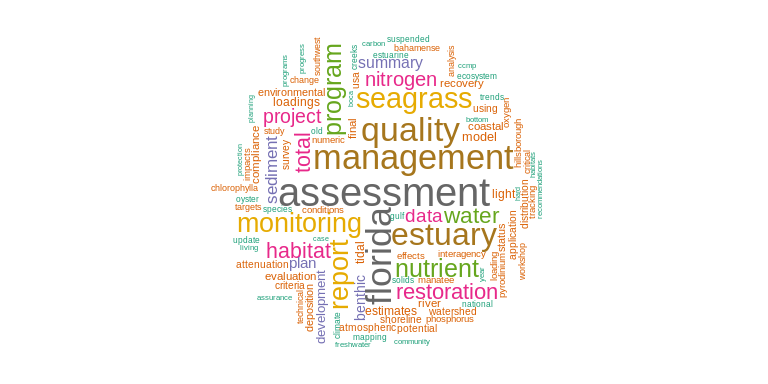 suspended
carbon
bahamense
estuarine
southwest
progress
creeks
summary
analysis
ccmp
program
nitrogen
ecosystem
programs
change
usa
recovery
environmental
seagrass
trends
loadings
boca
using
oxygen
planning
project
final
quality
bottom
coastal
study
old
numeric
model
hillsborough
compliance
total
survey
management
critical
habitats
protection
impacts
sediment
chlorophylla
assessment
light
oyster
species
distribution
tracking
recommendations
targets
conditions
florida
gulf
data
water
monitoring
estuary
application
status
update
case
living
habitat
report
tidal
effects
interagency
workshop
attenuation
plan
nutrient
loading
pyrodinium
year
evaluation
solids
manatee
criteria
benthic
restoration
assurance
technical
deposition
development
estimates
river
national
watershed
climate
shoreline
phosphorus
atmospheric
potential
mapping
freshwater
community